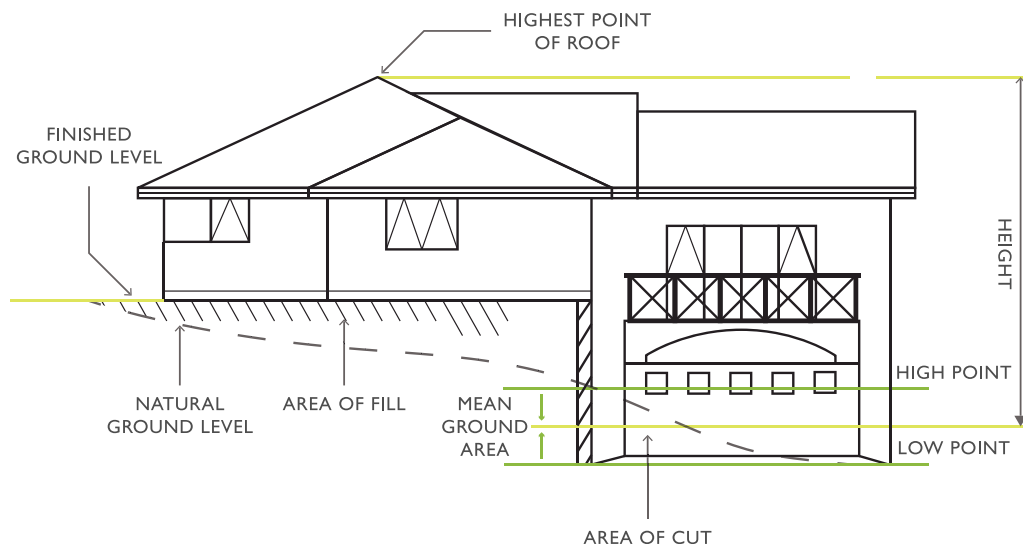 HIGHEST POINT
OF ROOF
FINISHED
GROUND LEVEL
HEIGHT
HIGH POINT
NATURAL
GROUND LEVEL
AREA OF FILL
MEAN
GROUND
AREA
LOW POINT
AREA OF CUT